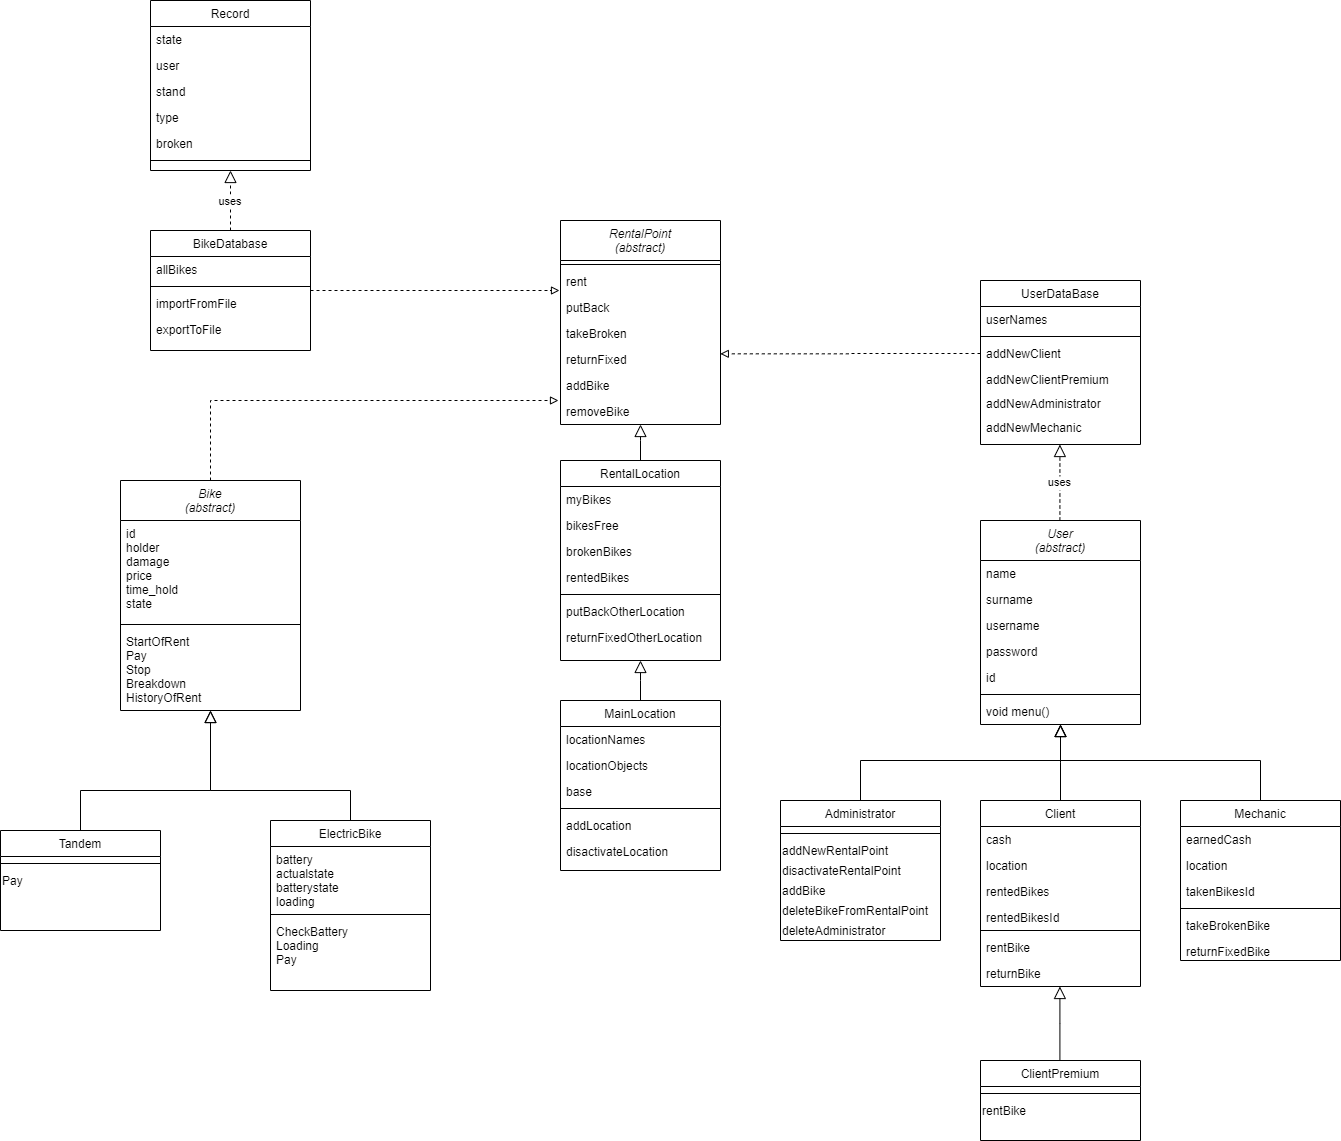 Record
state
user
stand
type
broken
uses
BikeDatabase
allBikes
importFromFile
exportToFile
RentalPoint
(abstract)
rent
putBack
takeBroken
returnFixed
addBike
removeBike
UserDataBase
userNames
addNewClient
addNewClientPremium
addNewAdministrator
addNewMechanic
uses
Bike
(abstract)
id
holder
damage
price
time_hold
state
StartOfRent
Pay
Stop
Breakdown
HistoryOfRent
RentalLocation
myBikes
bikesFree
brokenBikes
rentedBikes
putBackOtherLocation
returnFixedOtherLocation
User
(abstract)
name
surname
username
password
id
void menu()
MainLocation
locationNames
locationObjects
base
addLocation
disactivateLocation
Tandem
Pay
ElectricBike
battery
actualstate
batterystate
loading
CheckBattery
Loading
Pay
Administrator
addNewRentalPoint
disactivateRentalPoint
addBike
deleteBikeFromRentalPoint
deleteAdministrator
Client
cash
location
rentedBikes
rentedBikesId
rentBike
returnBike
Mechanic
earnedCash
location
takenBikesId
takeBrokenBike
returnFixedBike
ClientPremium
rentBike